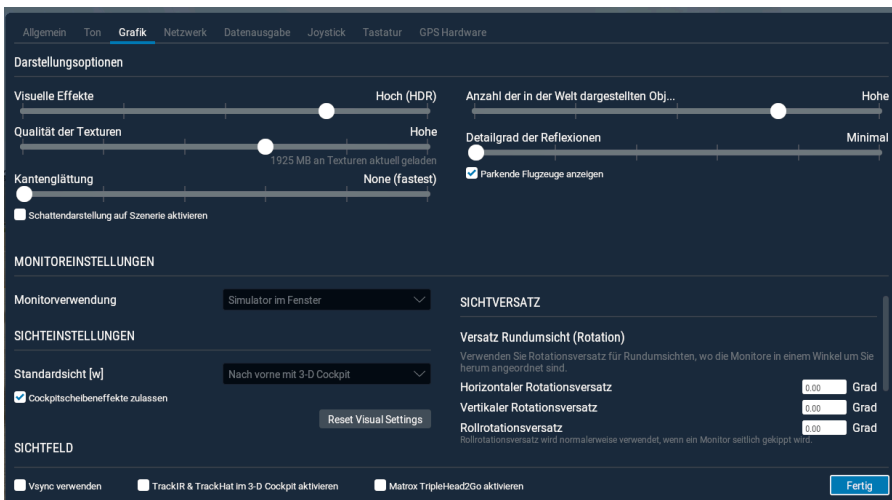 Allgemein Ton Grafik Netzwerk Datenausgabe Joystick Tastatur GPS Hardware
Darstellungsoptionen
Visuelle Effekte Hoch (HDR)
Qualität der Texturen Hohe
1925 MB an Texturen aktuell geladen
Kantenglättung None (fastest)
Schattendarstellung auf Szenerie aktivieren
Anzahl der in der Welt dargestellten Obj... Hohe
Detailgrad der Reflexionen Minimal
Parkende Flugzeuge anzeigen
MONITOREINSTELLUNGEN
Monitorverwendung Simulator im Fenster
SICHTEINSTELLUNGEN
Standardsicht [w] Nach vorne mit 3-D Cockpit
Cockpitscheibeneffekte zulassen
Reset Visual Settings
SICHTFELD
SICHTVERSATZ
Versatz Rundumsicht (Rotation)
Verwenden Sie Rotationsversatz für Rundumsichten, wo die Monitore in einem Winkel um Sie
herum angeordnet sind.
Horizontaler Rotationsversatz 0.00 Grad
Vertikaler Rotationsversatz 0.00 Grad
Rollrotationsversatz 0.00 Grad
Rollrotationsversatz wird normalerweise verwendet, wenn ein Monitor seitlich gekippt wird.
Vsync verwenden TrackIR & TrackHat im 3-D Cockpit aktivieren Matrox TripleHead2Go aktivieren Fertig